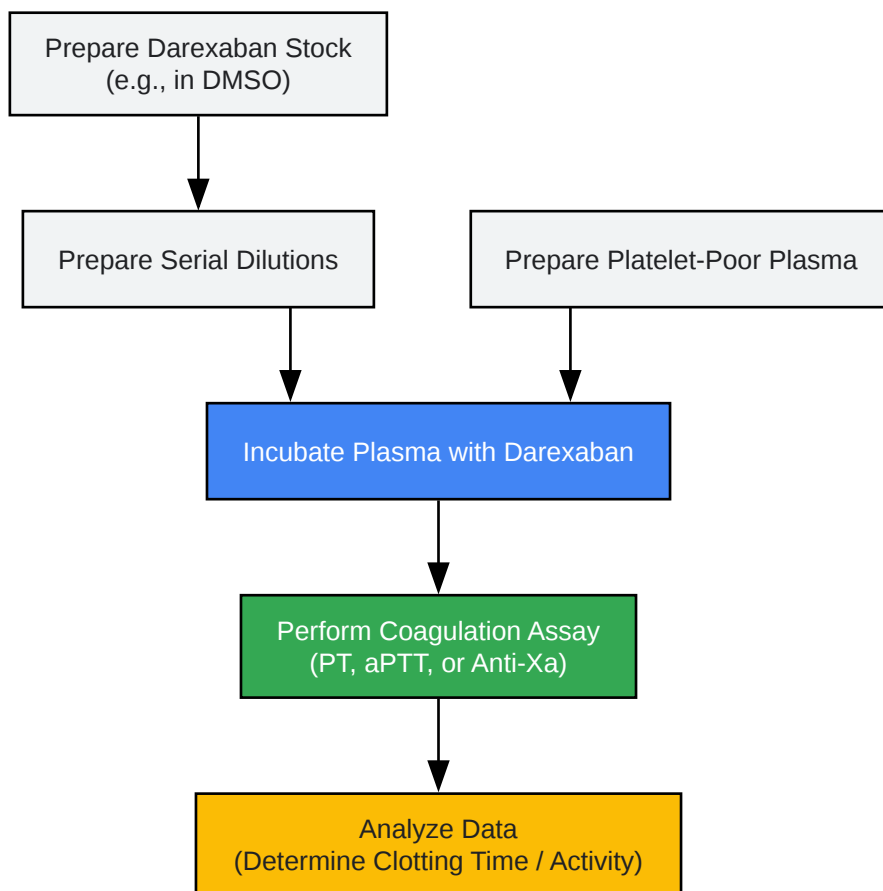 Prepare Darexaban Stock
(e.g., in DMSO)
Prepare Serial Dilutions
Prepare Platelet-Poor Plasma
Incubate Plasma with Darexaban
Perform Coagulation Assay
(PT, aPTT, or Anti-Xa)
Analyze Data
(Determine Clotting Time / Activity)